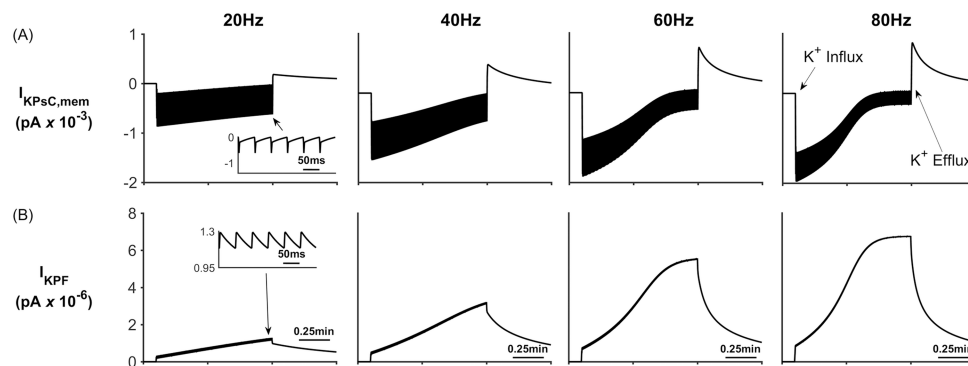 20Hz 40Hz 60Hz 80Hz
(A)
I_KPsC,mem
(pA x 10^-3)
1
0
-1
-2
0
-1
50ms
K+ Influx
K+ Efflux
(B)
I_KPF
(pA x 10^-6)
8
6
4
2
0
1.3
0.95
50ms
0.25min
0.25min
0.25min
0.25min